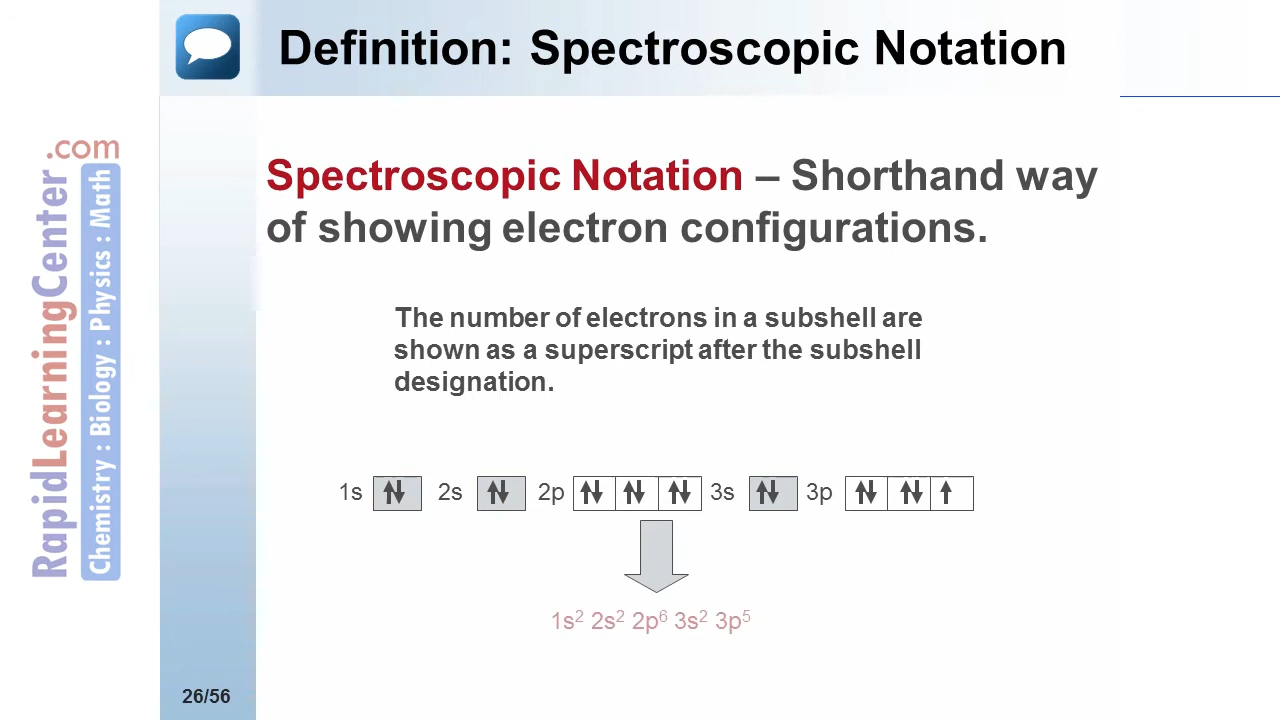 Definition: Spectroscopic Notation
.com
RapidLearningCenter
Chemistry : Biology : Physics : Math
Spectroscopic Notation – Shorthand way
of showing electron configurations.
The number of electrons in a subshell are
shown as a superscript after the subshell
designation.
1s 2s 2p 3s 3p
1s² 2s² 2p⁶ 3s² 3p⁵
26/56